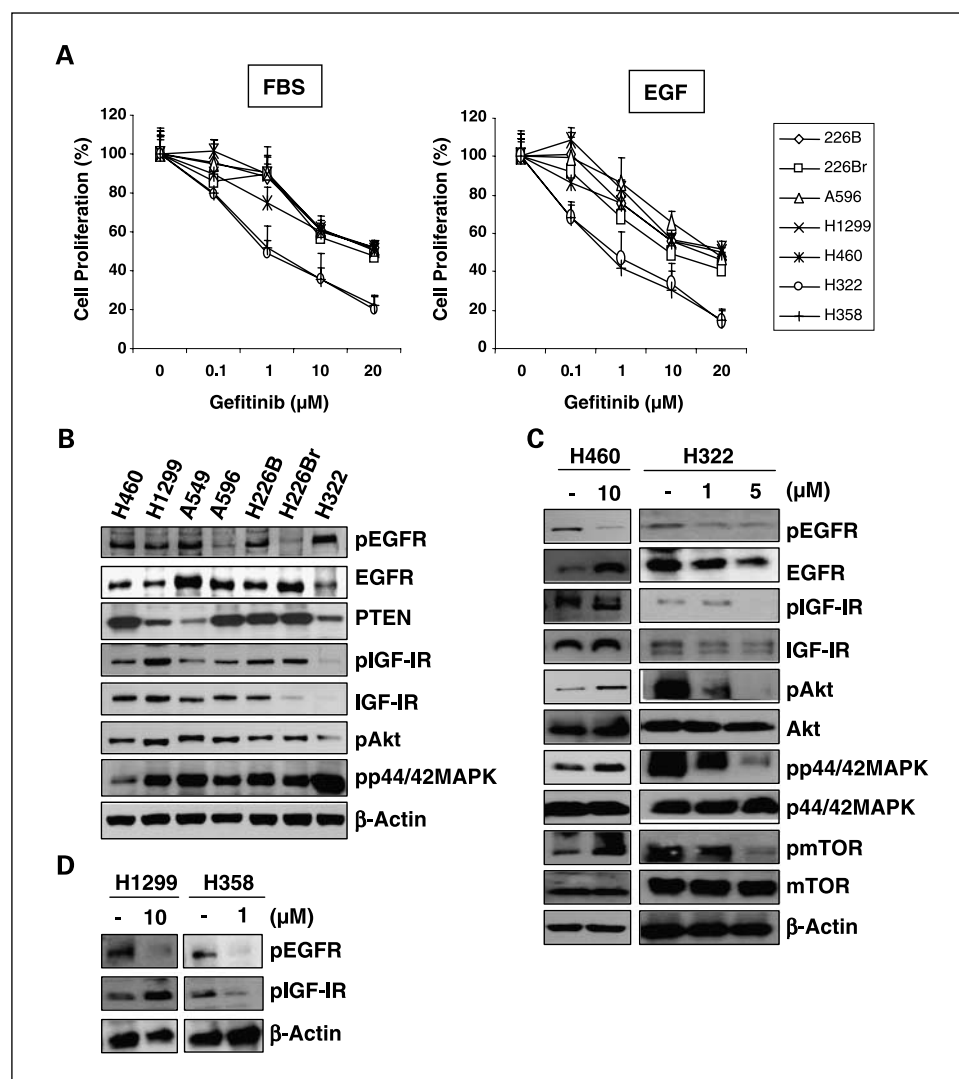 A
FBS
EGF
Cell Proliferation (%)
120
100
80
60
40
20
0
0 0.1 1 10 20
Gefitinib (µM)
Cell Proliferation (%)
120
100
80
60
40
20
0
0 0.1 1 10 20
Gefitinib (µM)
226B
226Br
A596
H1299
H460
H322
H358
B
H460 H1299 A549 A596 H226B H226Br H322
pEGFR
EGFR
PTEN
pIGF-IR
IGF-IR
pAkt
pp44/42MAPK
β-Actin
C
H460 H322
- 10 - 1 5 (µM)
pEGFR
EGFR
pIGF-IR
IGF-IR
pAkt
Akt
pp44/42MAPK
p44/42MAPK
pmTOR
mTOR
β-Actin
D
H1299 H358
- 10 - 1 (µM)
pEGFR
pIGF-IR
β-Actin